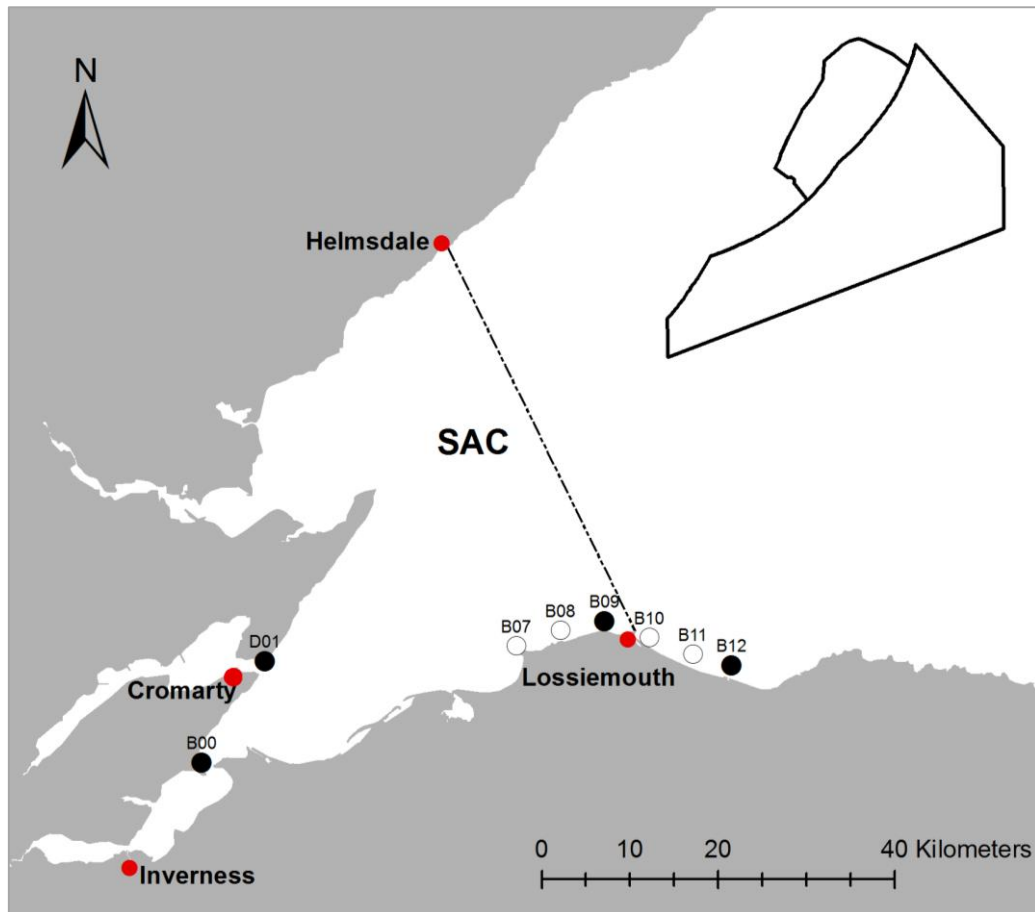 N
Helmsdale
SAC
B09
B08
B10
B07
B11
B12
D01
Lossiemouth
Cromarty
B00
0 10 20 40 Kilometers
Inverness